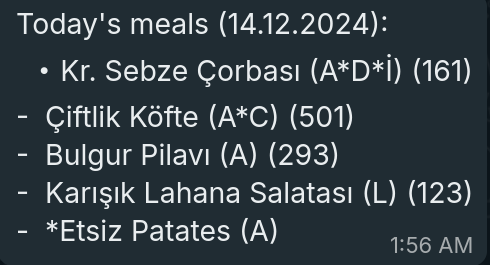 Today's meals (14.12.2024):
• Kr. Sebze Çorbası (A*D*İ) (161)
- Çiftlik Köfte (A*C) (501)
- Bulgur Pilavı (A) (293)
- Karışık Lahana Salatası (L) (123)
- *Etsiz Patates (A)
1:56 AM